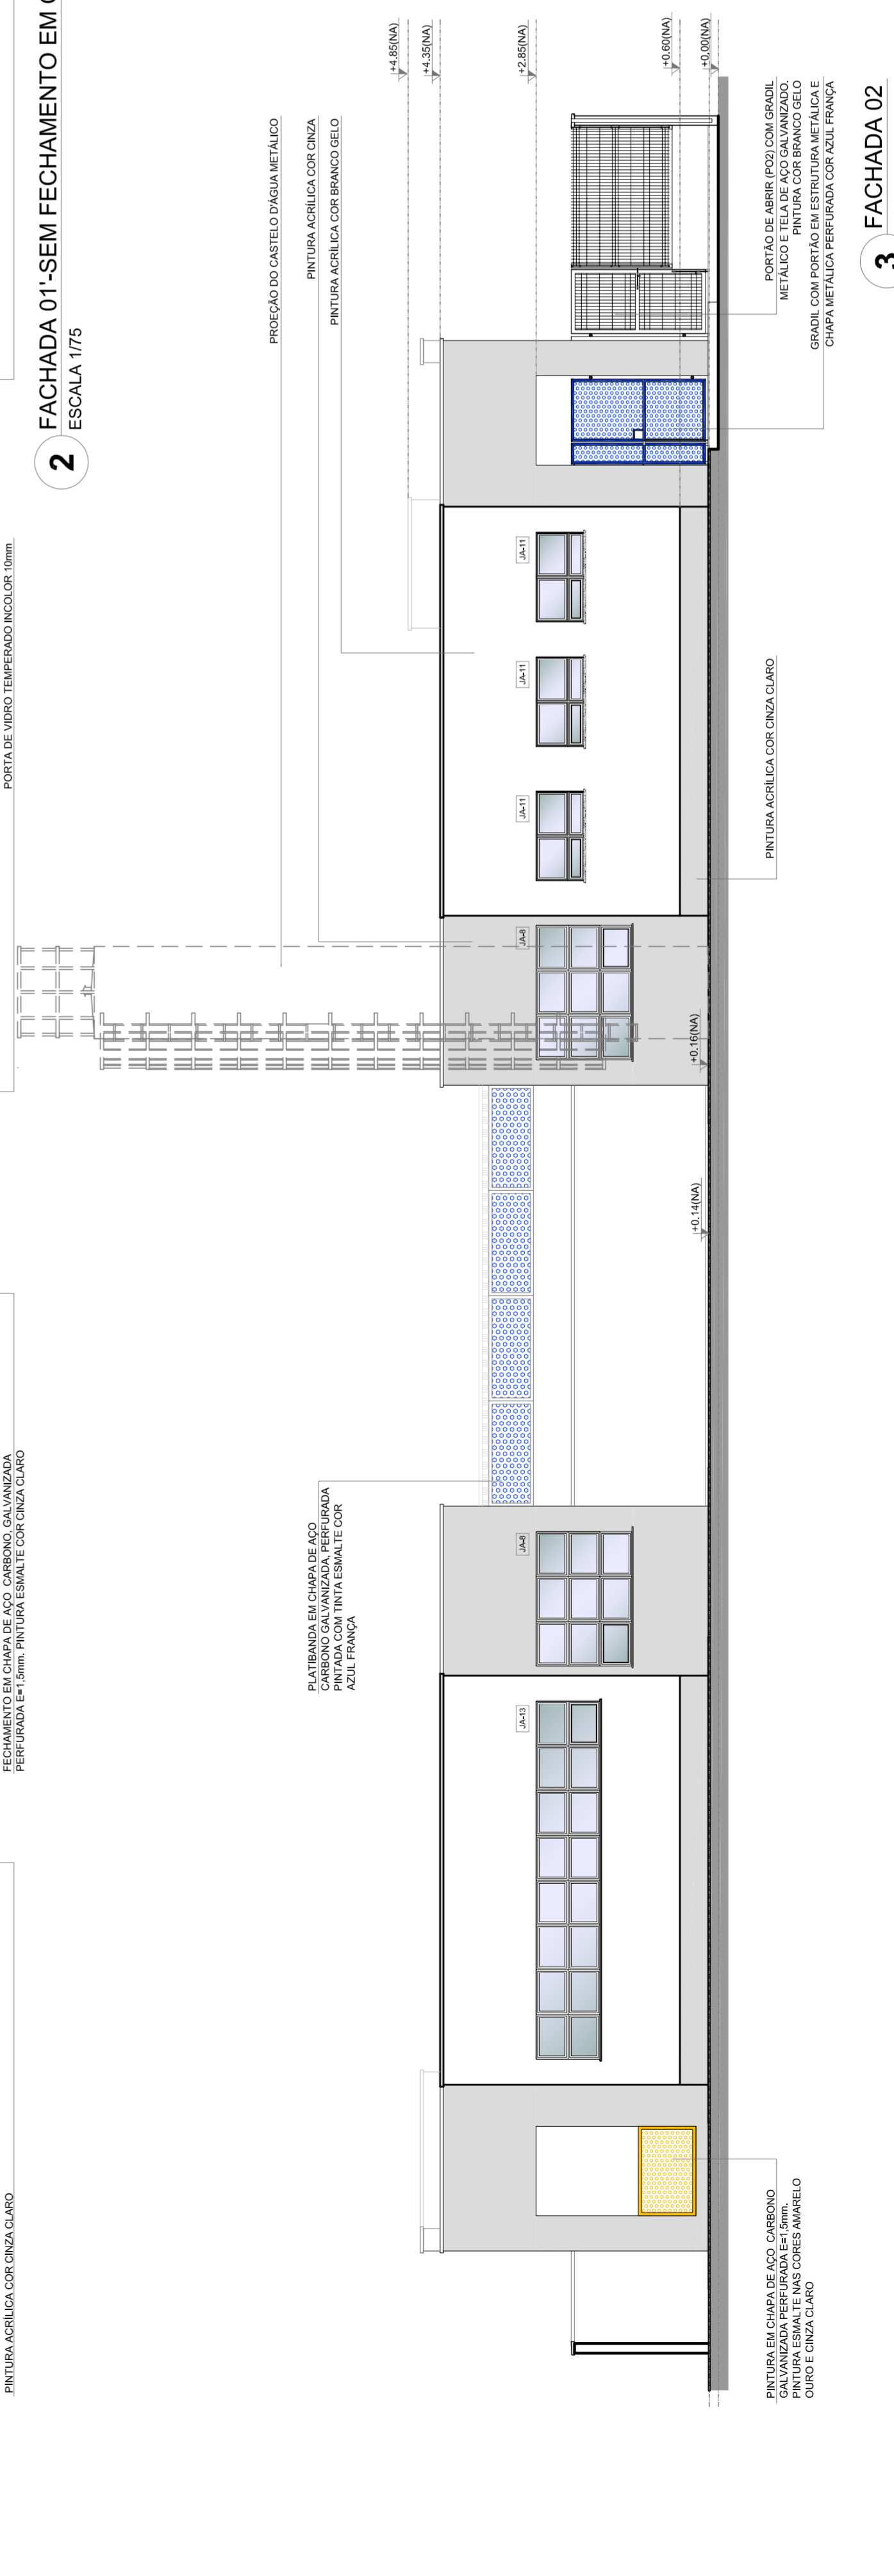 2
FACHADA 01'-SEM FECHAMENTO EM
ESCALA 1/75
PORTA DE VIDRO TEMPERADO INCOLOR 10mm
FECHAMENTO EM CHAPA DE AÇO CARBONO, GALVANIZADA
PERFURADA E=1,5mm. PINTURA ESMALTE COR CINZA CLARO
PINTURA ACRÍLICA COR CINZA CLARO
PROEÇÃO DO CASTELO D'ÁGUA METÁLICO
PINTURA ACRÍLICA COR CINZA
PINTURA ACRÍLICA COR BRANCO GELO
PLATIBANDA EM CHAPA DE AÇO
CARBONO GALVANIZADA, PERFURADA
PINTADA COM TINTA ESMALTE COR
AZUL FRANÇA
+4.85(NA)
+4.35(NA)
+2.85(NA)
+0.60(NA)
+0.00(NA)
JA-13
JA-8
JA-8
JA-11
JA-11
JA-11
+0.14(NA)
+0.16(NA)
PINTURA EM CHAPA DE AÇO CARBONO
GALVANIZADA PERFURADA E=1,5mm.
PINTURA ESMALTE NAS CORES AMARELO
OURO E CINZA CLARO
PINTURA ACRÍLICA COR CINZA CLARO
PORTÃO DE ABRIR (PO2) COM GRADIL
METÁLICO E TELA DE AÇO GALVANIZADO.
PINTURA COR BRANCO GELO
GRADIL COM PORTÃO EM ESTRUTURA METÁLICA E
CHAPA METÁLICA PERFURADA COR AZUL FRANÇA
3
FACHADA 02